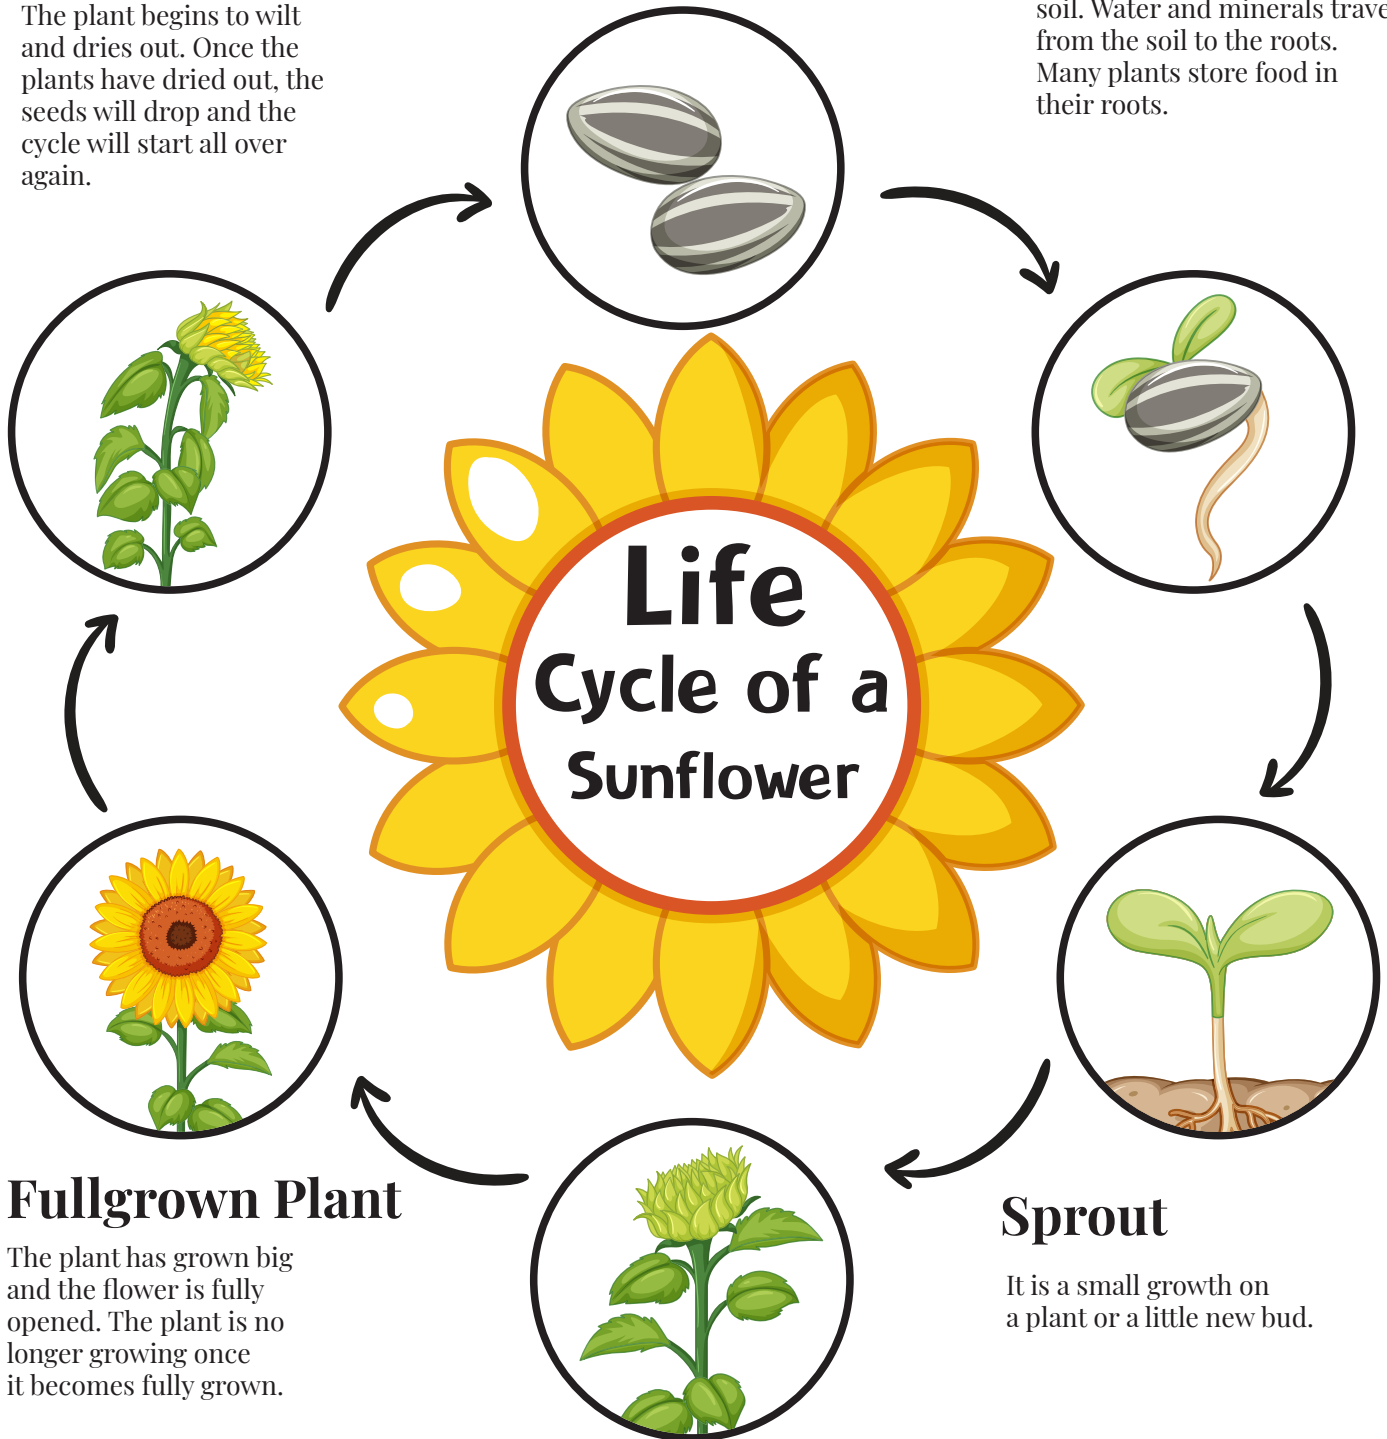 The plant begins to wilt
and dries out. Once the
plants have dried out, the
seeds will drop and the
cycle will start all over
again.
soil. Water and minerals
from the soil to the roots.
Many plants store food in
their roots.
Life
Cycle of a
Sunflower
Fullgrown Plant
The plant has grown big
and the flower is fully
opened. The plant is no
longer growing once
it becomes fully grown.
Sprout
It is a small growth on
a plant or a little new bud.